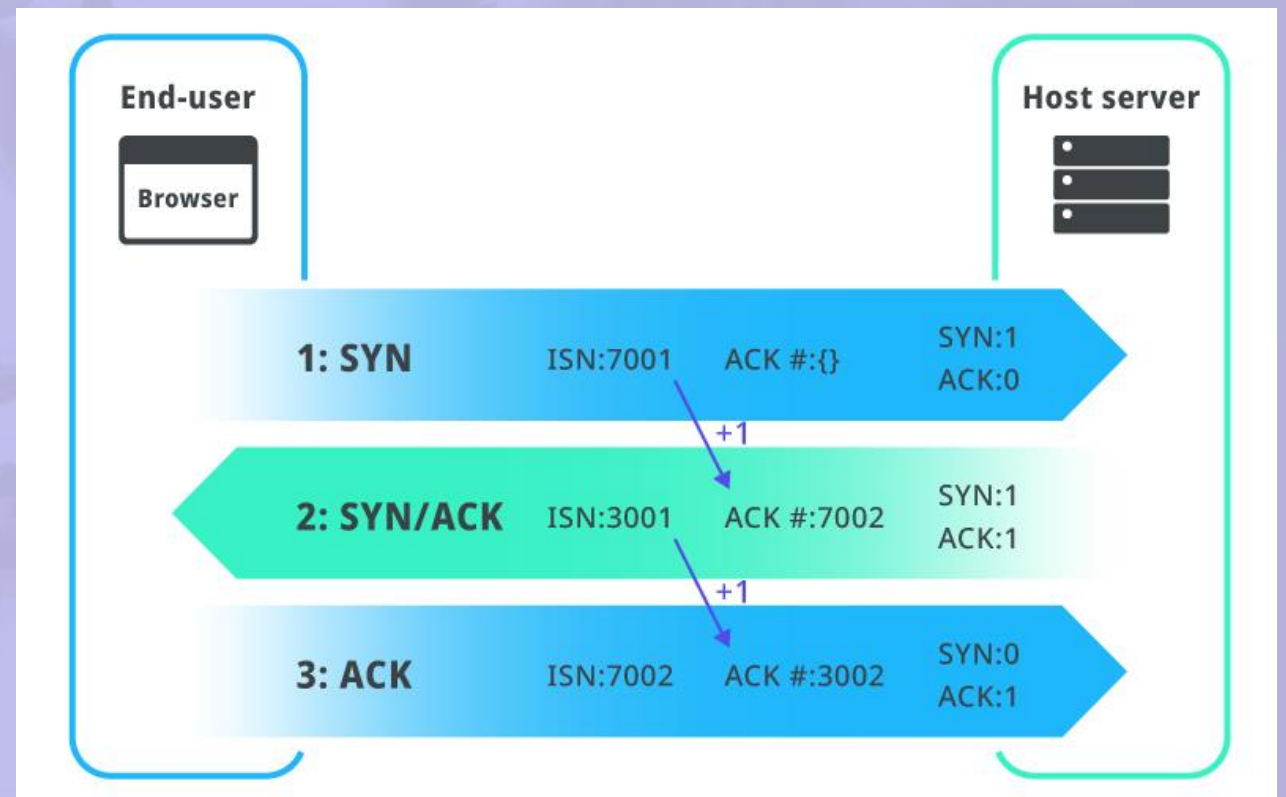 End-user
Host server
Browser
1: SYN ISN:7001 ACK #:{} SYN:1
ACK:0
+1
2: SYN/ACK ISN:3001 ACK #:7002 SYN:1
ACK:1
+1
3: ACK ISN:7002 ACK #:3002 SYN:0
ACK:1